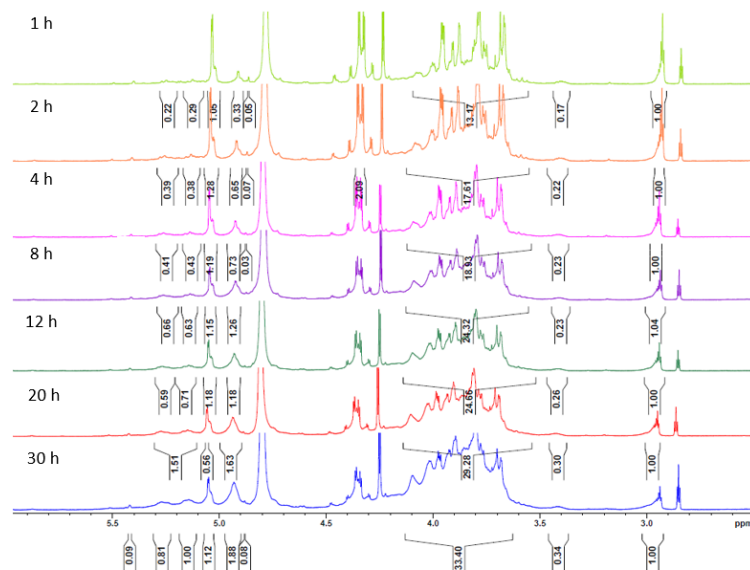 1 h
0.22 0.29 1.05 0.33 0.05 13.17 0.17 1.00
2 h
0.39 0.38 1.28 0.65 0.07 2.09 17.61 0.22 1.00
4 h
0.41 0.43 1.19 0.73 0.03 18.93 0.23 1.00
8 h
0.66 0.63 1.15 1.26 24.32 0.23 1.04
12 h
0.59 0.71 1.18 1.18 24.66 0.26 1.00
20 h
1.51 0.56 1.63 29.28 0.30 1.00
30 h
5.5 5.0 4.5 4.0 3.5 3.0 ppm
0.09 0.81 1.00 1.12 1.88 0.08 33.40 0.34 1.00